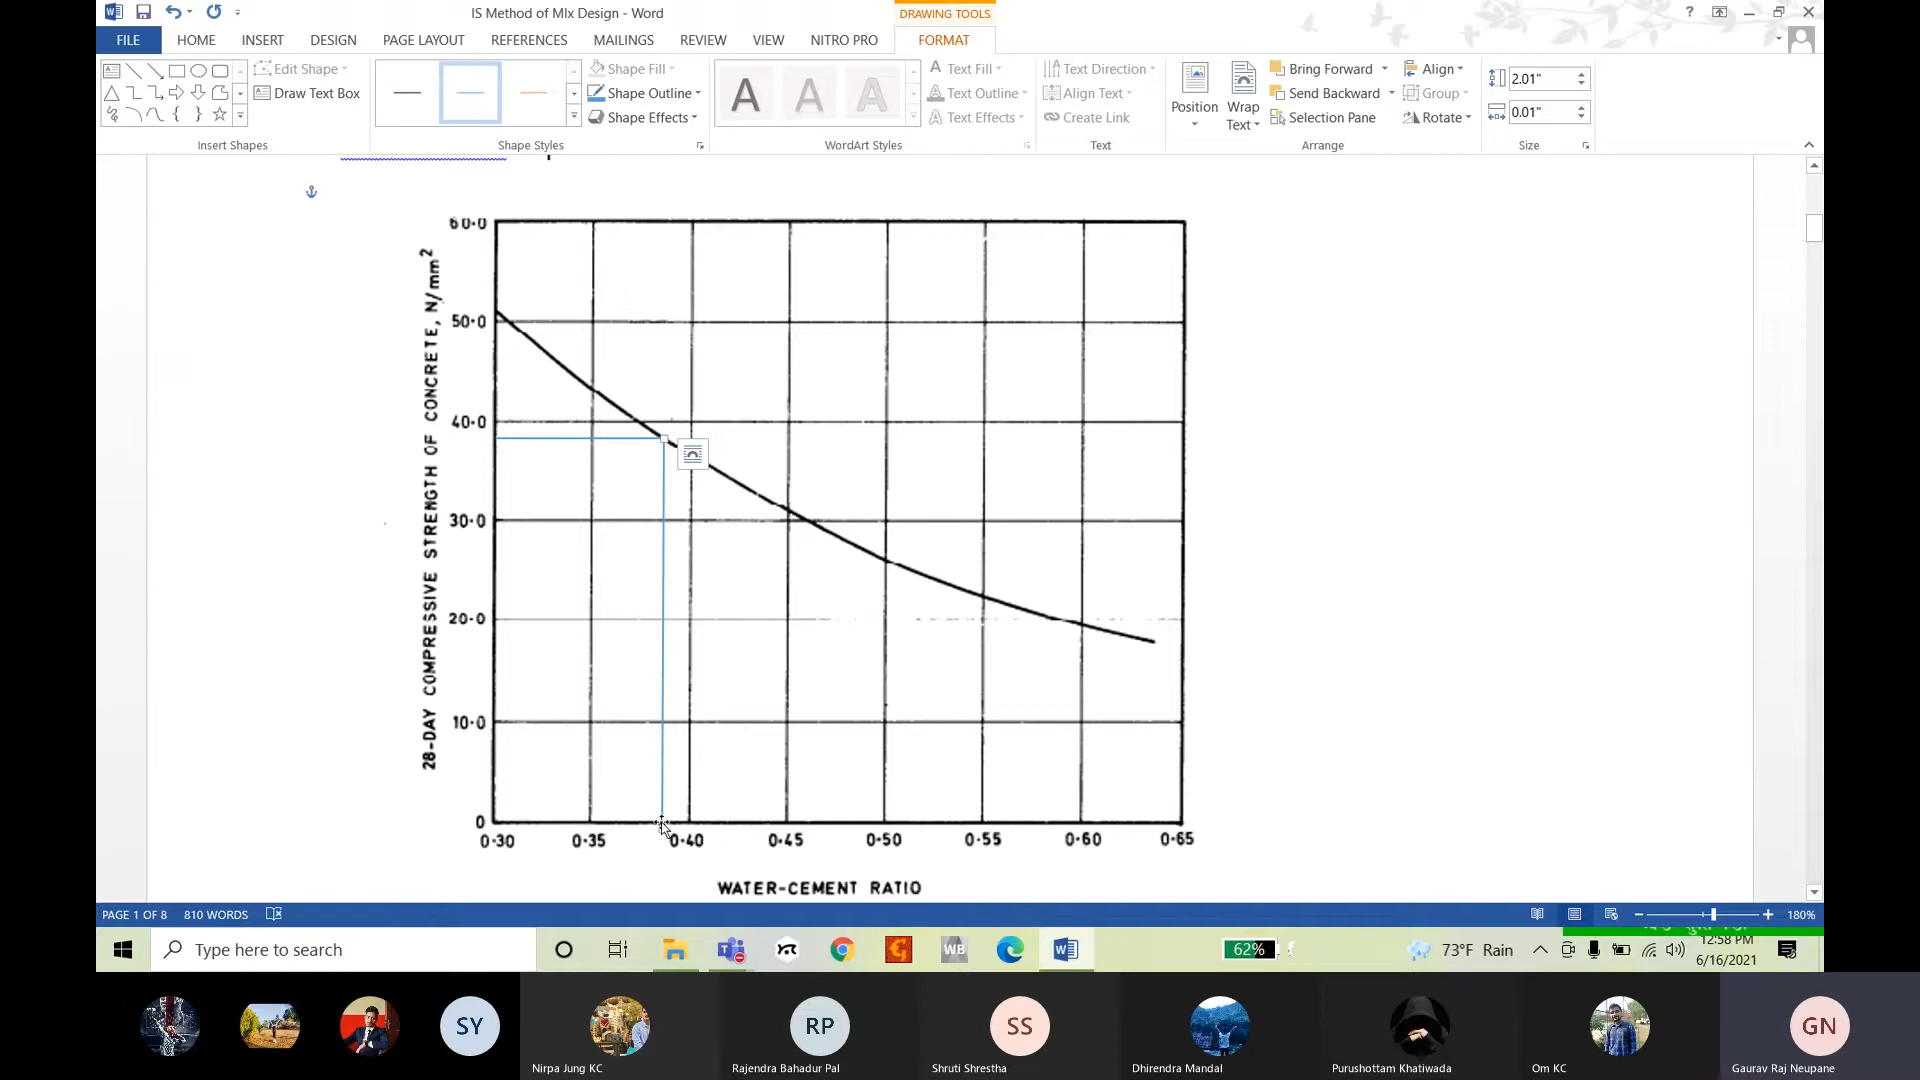 IS Method of MIx Design - Word
DRAWING TOOLS
?
FILE HOME INSERT DESIGN PAGE LAYOUT REFERENCES MAILINGS REVIEW VIEW NITRO PRO FORMAT
Edit Shape
Draw Text Box
Insert Shapes
Shape Fill
Shape Outline
Shape Effects
Shape Styles
A A A
WordArt Styles
Text Fill
Text Outline
Text Effects
Text Direction
Align Text
Create Link
Text
Position
Wrap
Text
Bring Forward
Send Backward
Selection Pane
Align
Group
Rotate
Arrange
2.01"
0.01"
Size
28-DAY COMPRESSIVE STRENGTH OF CONCRETE, N/mm2
60·0
50·0
40·0
30·0
20·0
10·0
0
0·30 0·35 0·40 0·45 0·50 0·55 0·60 0·65
WATER-CEMENT RATIO
PAGE 1 OF 8 810 WORDS
180%
Type here to search
WB
62%
73°F Rain
12:58 PM
6/16/2021
SY
RP
SS
GN
Nirpa Jung KC
Rajendra Bahadur Pal
Shruti Shrestha
Dhirendra Mandal
Purushottam Khatiwada
Om KC
Gaurav Raj Neupane